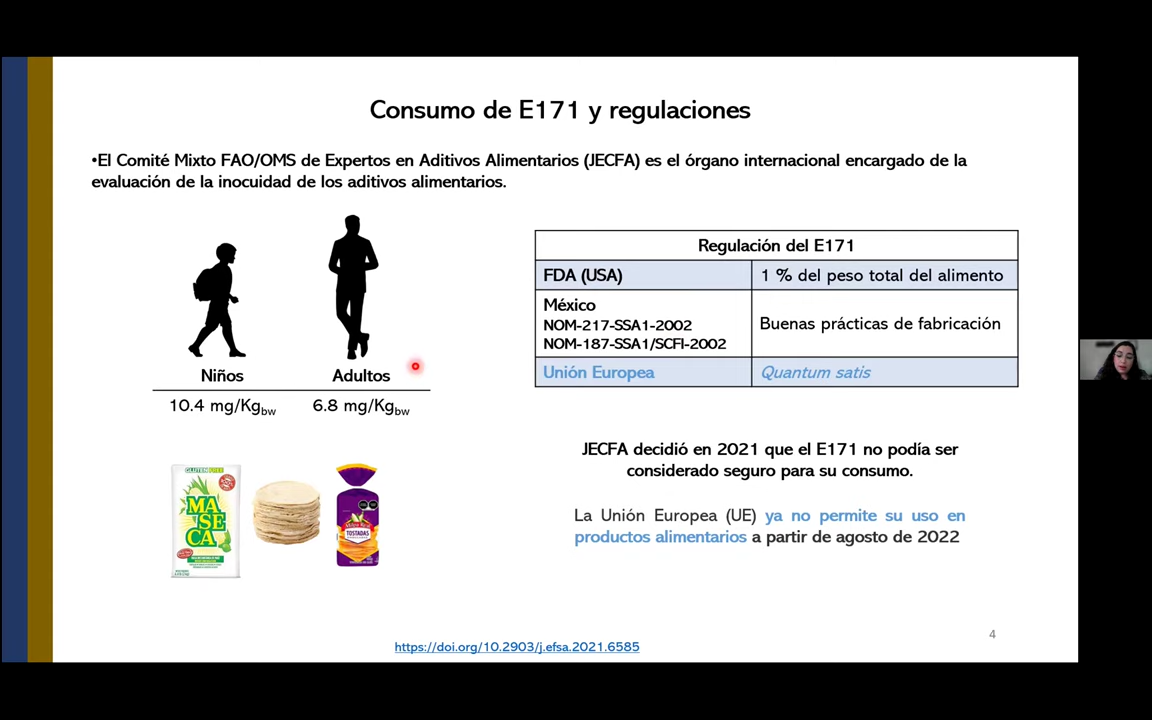 Consumo de E171 y regulaciones
•El Comité Mixto FAO/OMS de Expertos en Aditivos Alimentarios (JECFA) es el órgano internacional encargado de la
evaluación de la inocuidad de los aditivos alimentarios.
Niños
Adultos
10.4 mg/Kgbw
6.8 mg/Kgbw
GLUTEN FREE
MA
SE
CA
TOSTADAS
Regulación del E171
FDA (USA)
1 % del peso total del alimento
México
NOM-217-SSA1-2002
NOM-187-SSA1/SCFI-2002
Buenas prácticas de fabricación
Unión Europea
Quantum satis
JECFA decidió en 2021 que el E171 no podía ser
considerado seguro para su consumo.
La Unión Europea (UE) ya no permite su uso en
productos alimentarios a partir de agosto de 2022
4
https://doi.org/10.2903/j.efsa.2021.6585